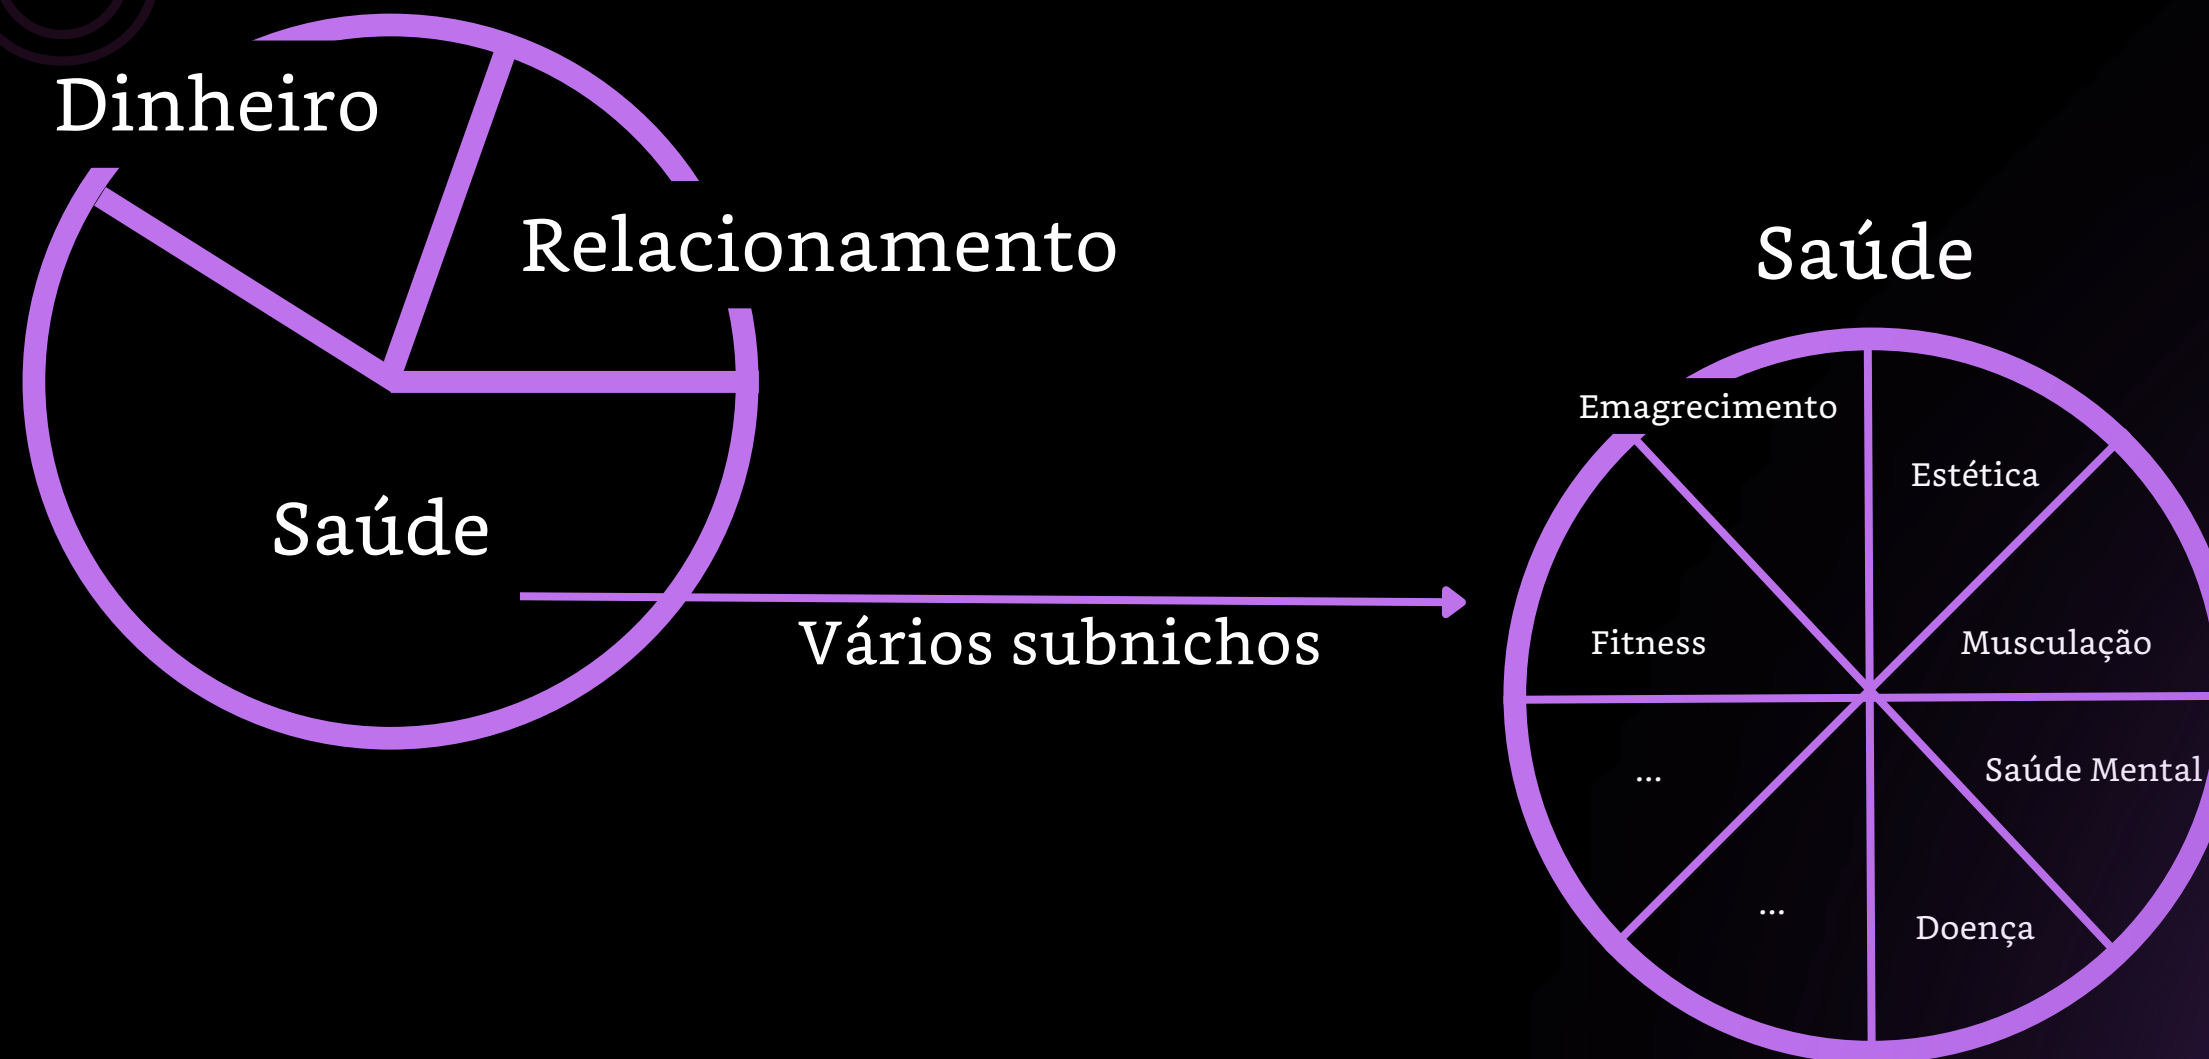 Dinheiro
Relacionamento
Saúde
Vários subnichos
Saúde
Emagrecimento
Estética
Fitness
Musculação
...
Saúde Mental
...
Doença